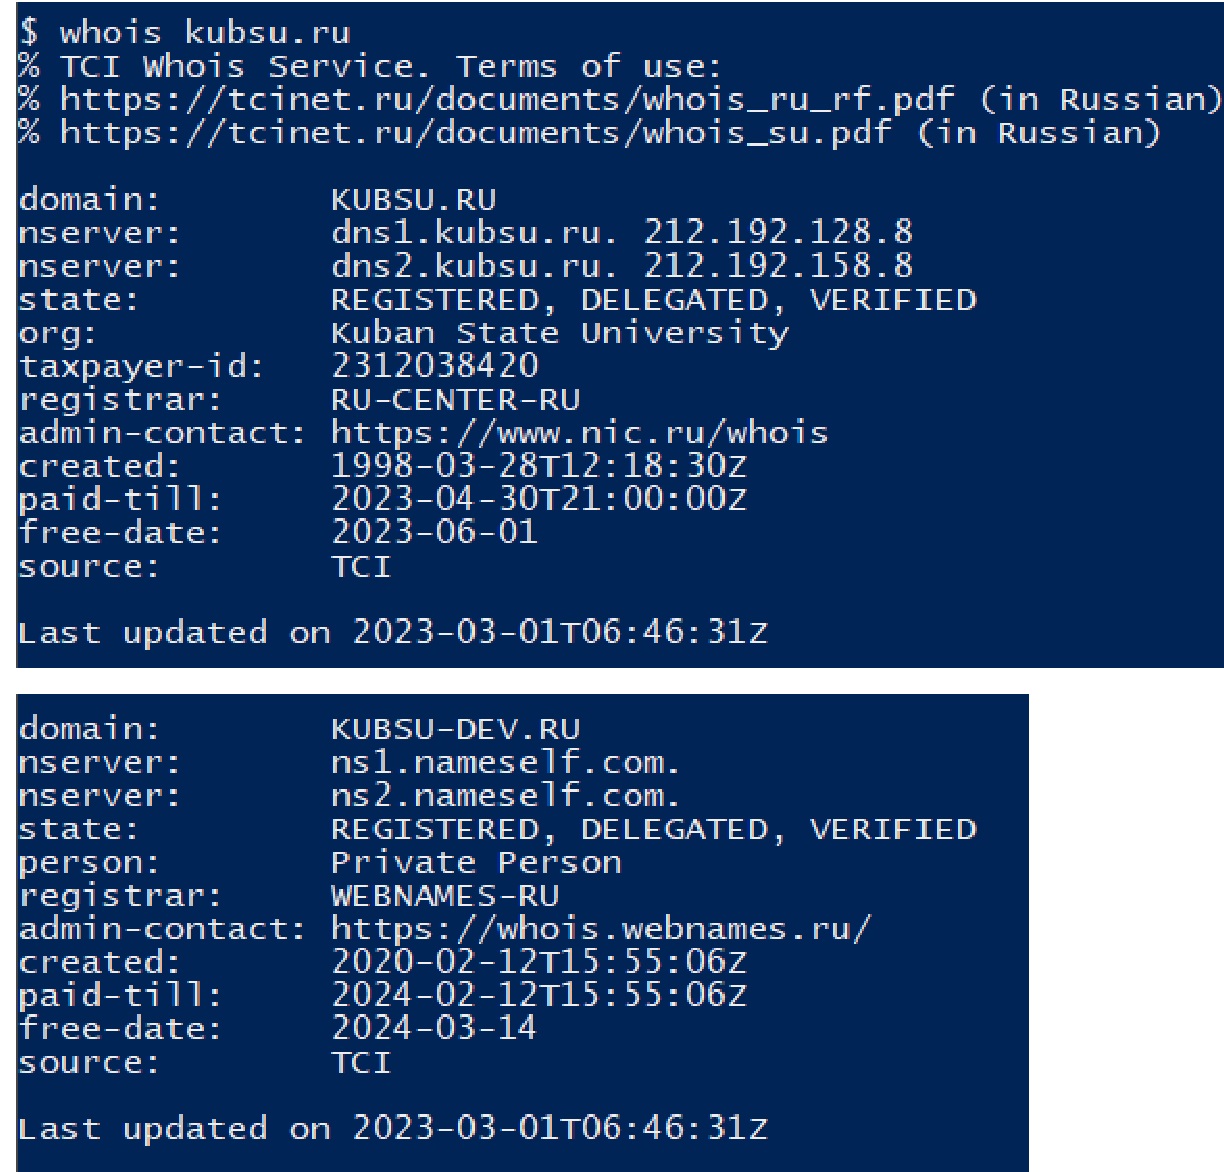 $ whois kubsu.ru
% TCI Whois Service. Terms of use:
% https://tcinet.ru/documents/whois_ru_rf.pdf (in Russian)
% https://tcinet.ru/documents/whois_su.pdf (in Russian)
domain: KUBSU.RU
nserver: dns1.kubsu.ru. 212.192.128.8
nserver: dns2.kubsu.ru. 212.192.158.8
state: REGISTERED, DELEGATED, VERIFIED
org: Kuban State University
taxpayer-id: 2312038420
registrar: RU-CENTER-RU
admin-contact: https://www.nic.ru/whois
created: 1998-03-28T12:18:30Z
paid-till: 2023-04-30T21:00:00Z
free-date: 2023-06-01
source: TCI
Last updated on 2023-03-01T06:46:31Z
domain: KUBSU-DEV.RU
nserver: ns1.nameself.com.
nserver: ns2.nameself.com.
state: REGISTERED, DELEGATED, VERIFIED
person: Private Person
registrar: WEBNAMES-RU
admin-contact: https://whois.webnames.ru/
created: 2020-02-12T15:55:06Z
paid-till: 2024-02-12T15:55:06Z
free-date: 2024-03-14
source: TCI
Last updated on 2023-03-01T06:46:31Z